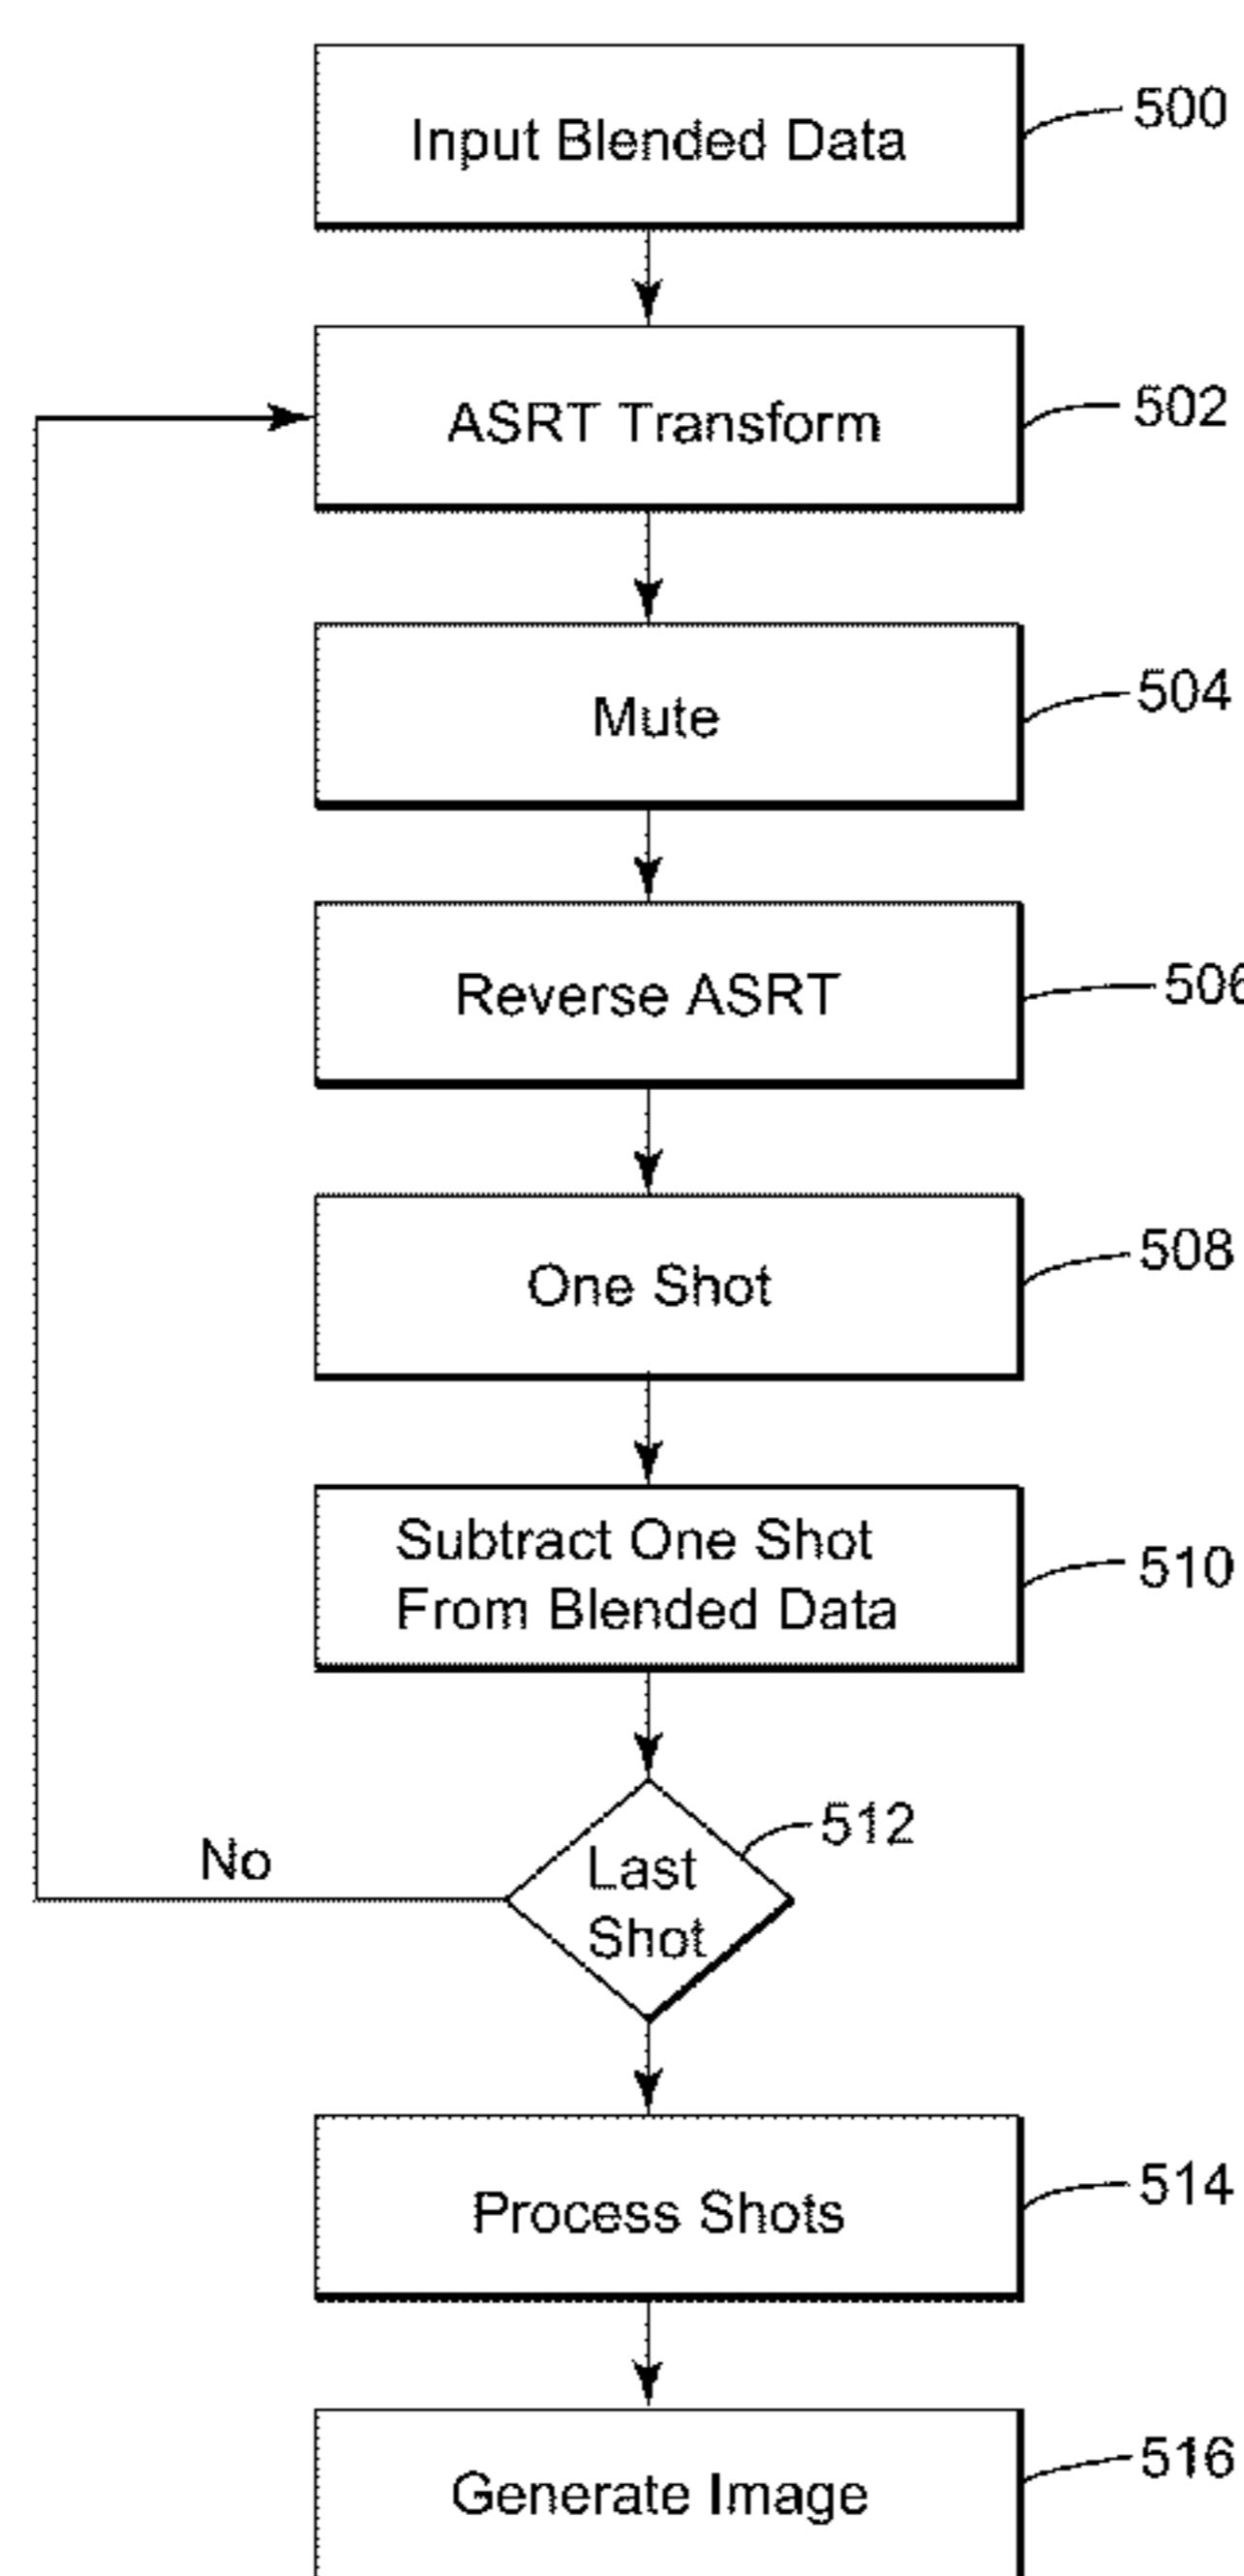 Input Blended Data
500
ASRT Transform
502
Mute
504
Reverse ASRT
506
One Shot
508
Subtract One Shot
From Blended Data
510
Last
Shot
512
No
Process Shots
514
Generate Image
516